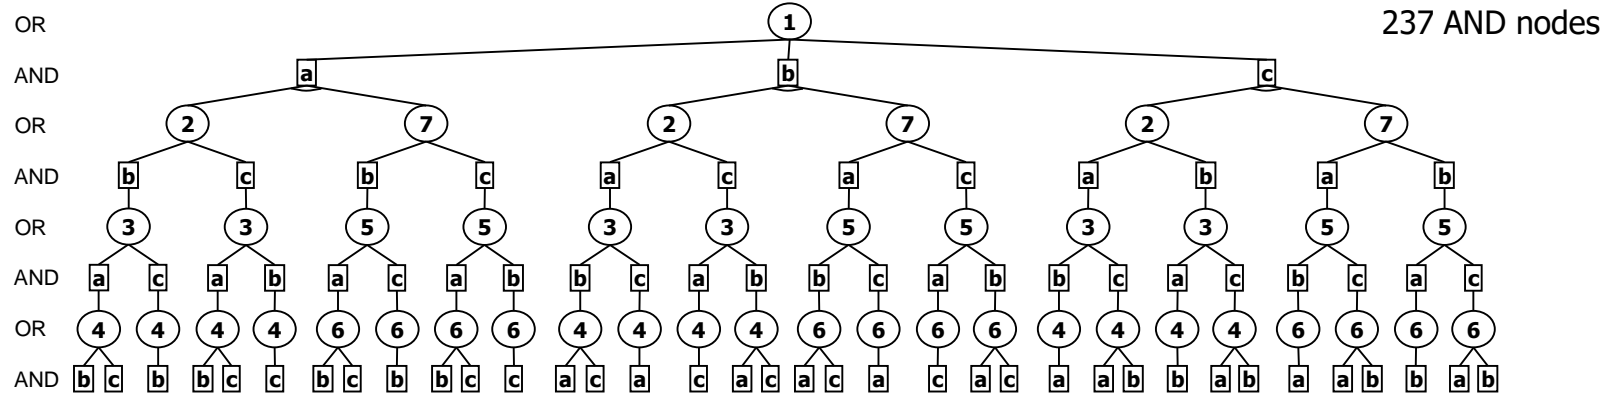 OR 1 237 AND nodes
AND a b c
OR 2 7 2 7 2 7
AND b c b c a c a c a b a b
OR 3 3 5 5 3 3 5 5 3 3 5 5
AND a c a b a c a b b c a b b c a b b c a c b c a c
OR 4 4 4 4 6 6 6 6 4 4 4 4 6 6 6 6 4 4 4 4 6 6 6 6
AND b c b b c c b c b b c c a c a c a c a c a c a c a a b b a b a a b b a b